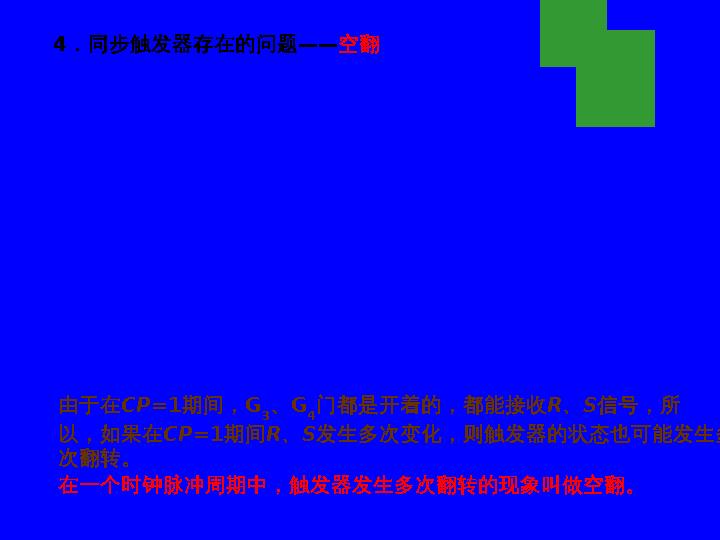 4．同步触发器存在的问题——空翻
由于在CP=1期间，G3、G4门都是开着的，都能接收R、S信号，所
以，如果在CP=1期间R、S发生多次变化，则触发器的状态也可能发生多
次翻转。
在一个时钟脉冲周期中，触发器发生多次翻转的现象叫做空翻。